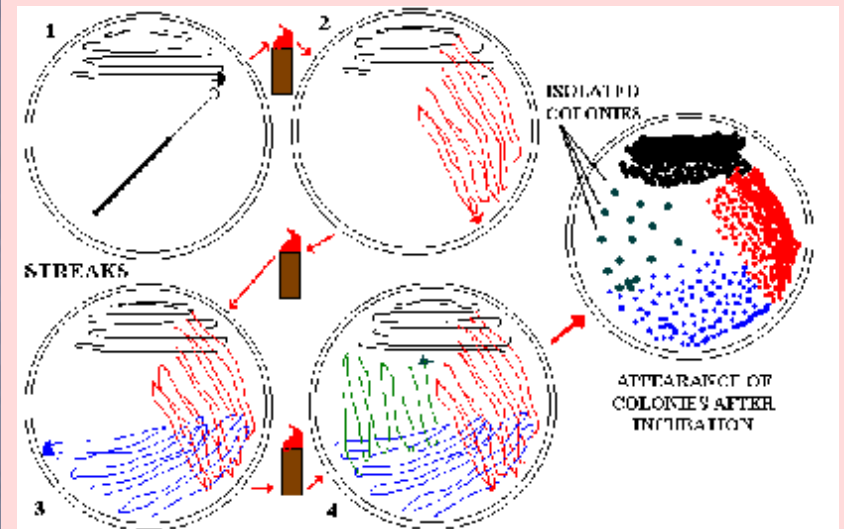 1
2
ISOLATED
COLONIES
STREAKS
3
4
APPEARANCE OF
COLONIES AFTER
INCUBATION